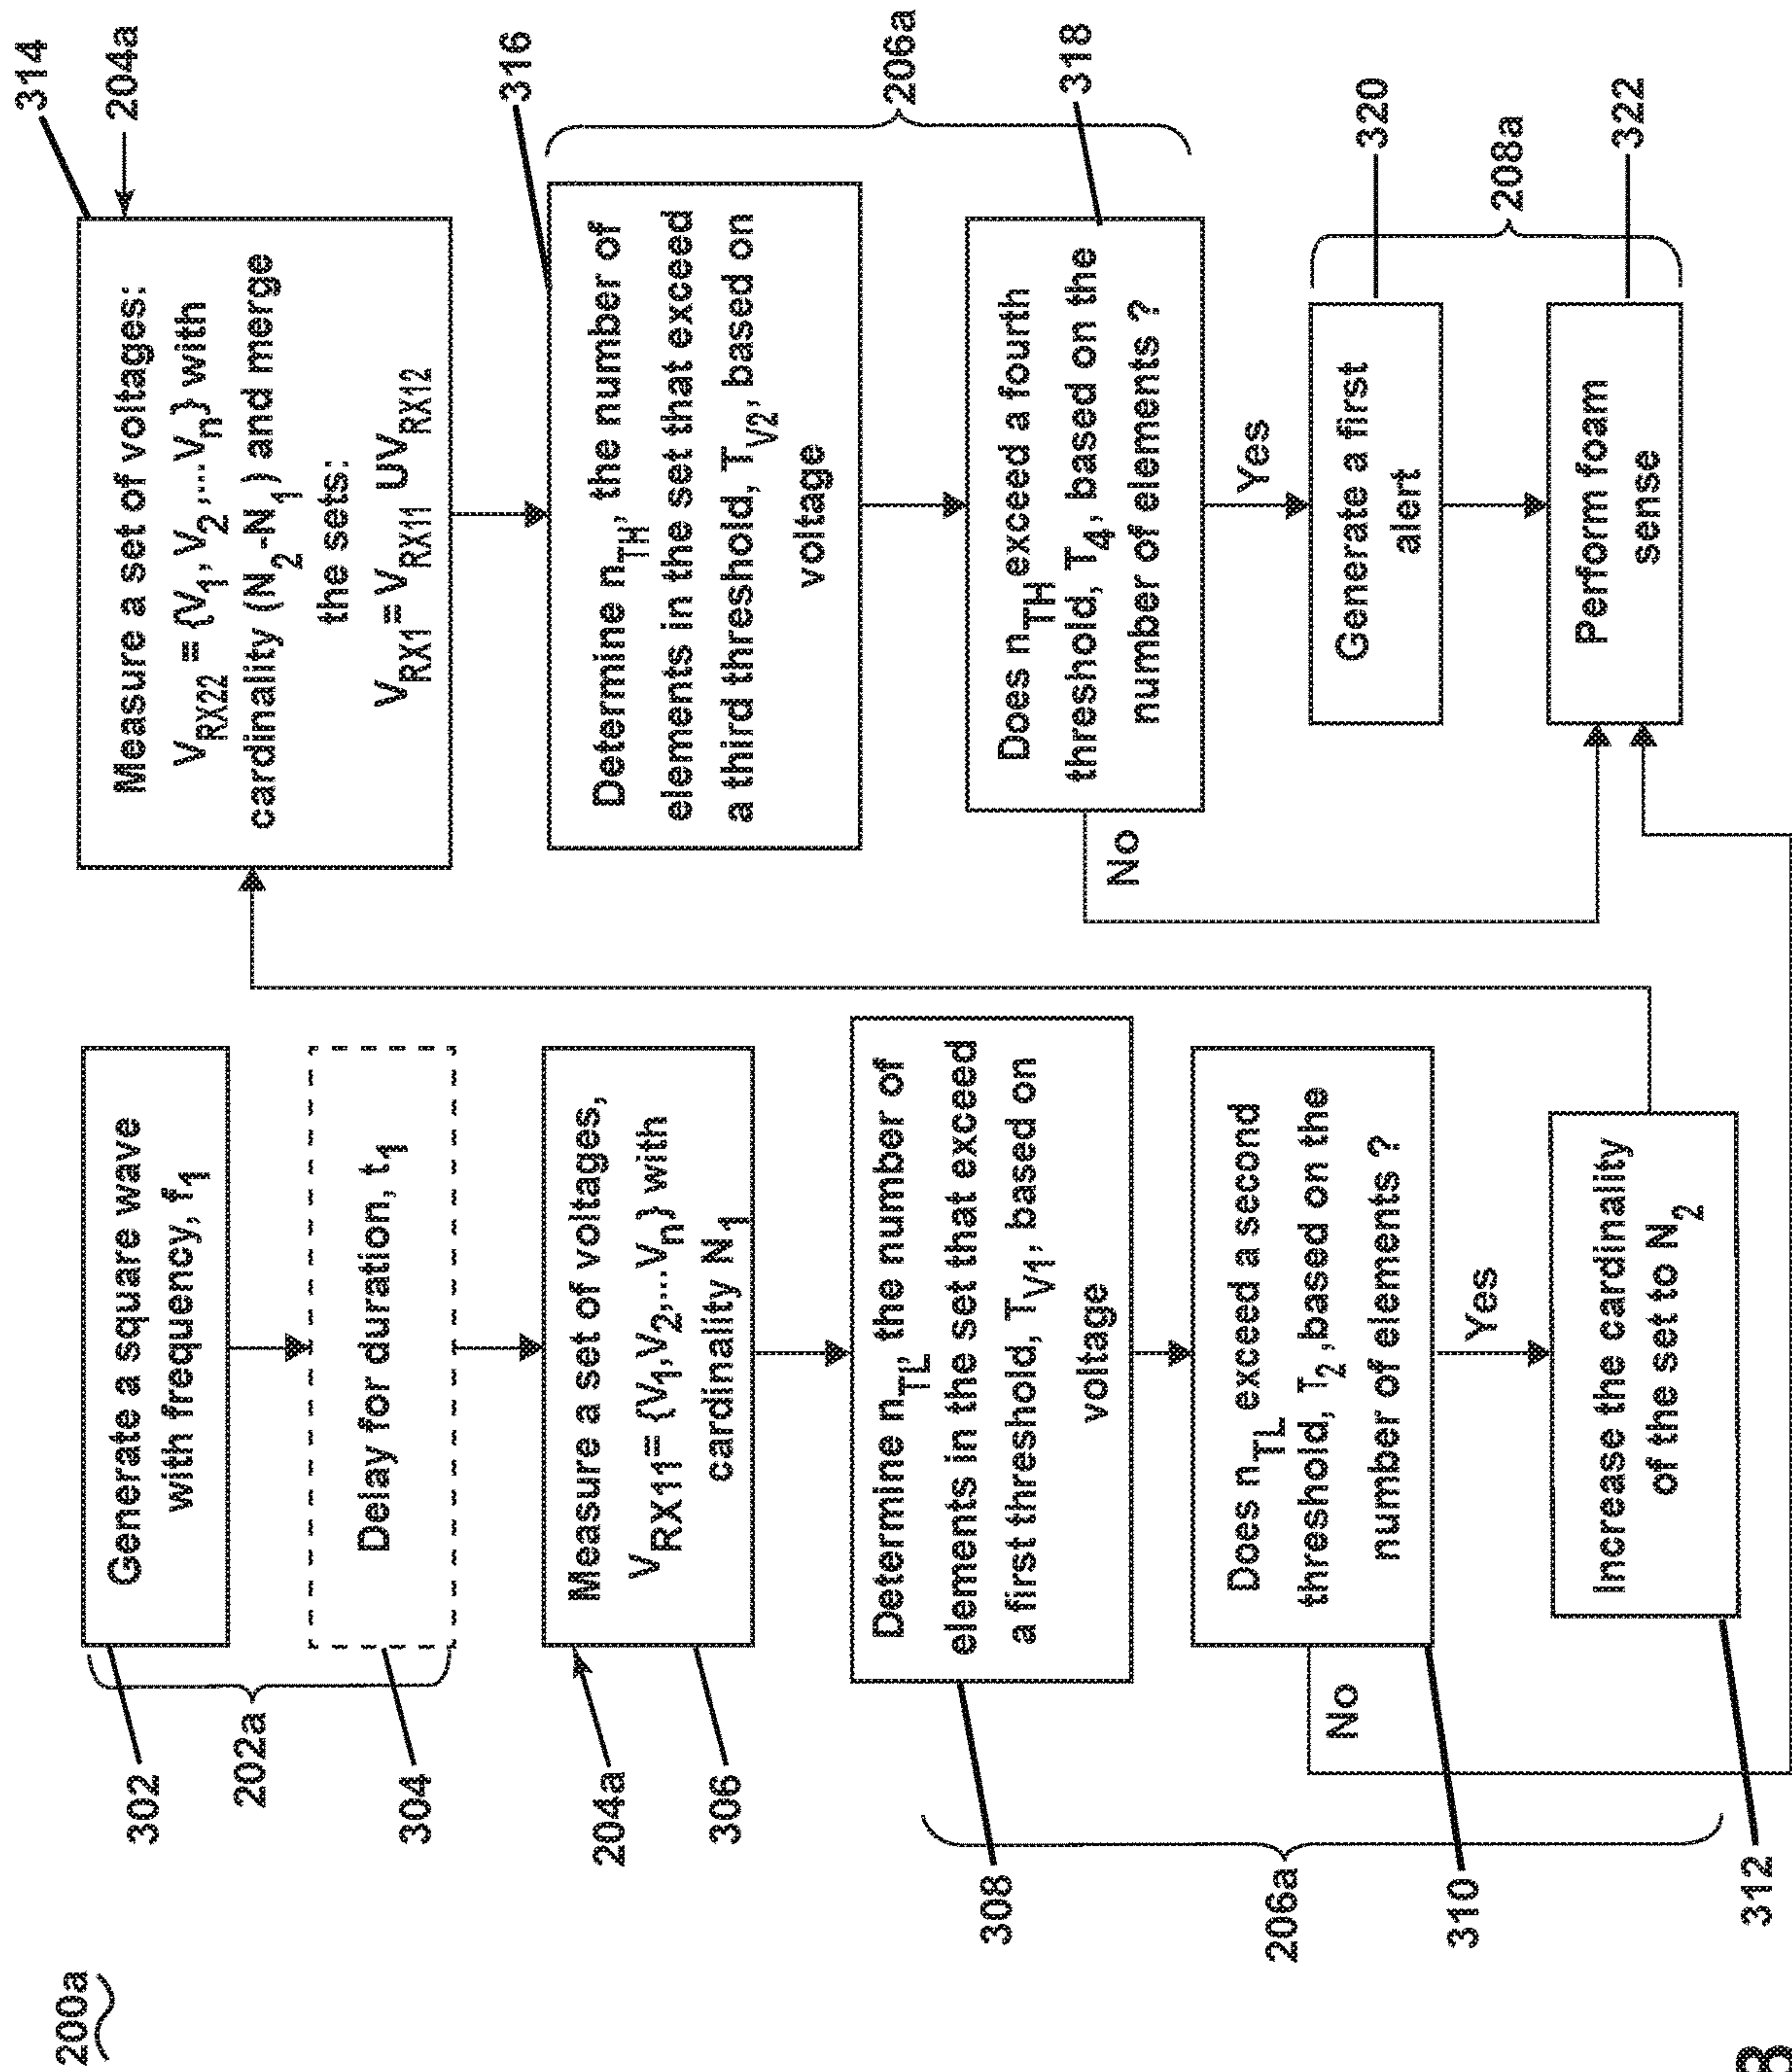 200a
302
202a
304
204a
306
308
206a
310
312
Generate a square wave
with frequency, f1
Delay for duration, t1
Measure a set of voltages,
VRX11= {V1,V2,...Vn} with
cardinality N1
Determine nTL, the number of
elements in the set that exceed
a first threshold, TV1, based on
voltage
Does nTL exceed a second
threshold, T2 ,based on the
number of elements ?
No
Yes
Increase the cardinality
of the set to N2
314
204a
Measure a set of voltages:
VRX22 = {V1, V2,...Vn} with
cardinality (N2-N1) and merge
the sets:
VRX1 = VRX11 UVRX12
316
Determine nTH, the number of
elements in the set that exceed
a third threshold, TV2, based on
voltage
206a
318
Does nTH exceed a fourth
threshold, T4, based on the
number of elements ?
No
Yes
320
Generate a first
alert
208a
322
Perform foam
sense